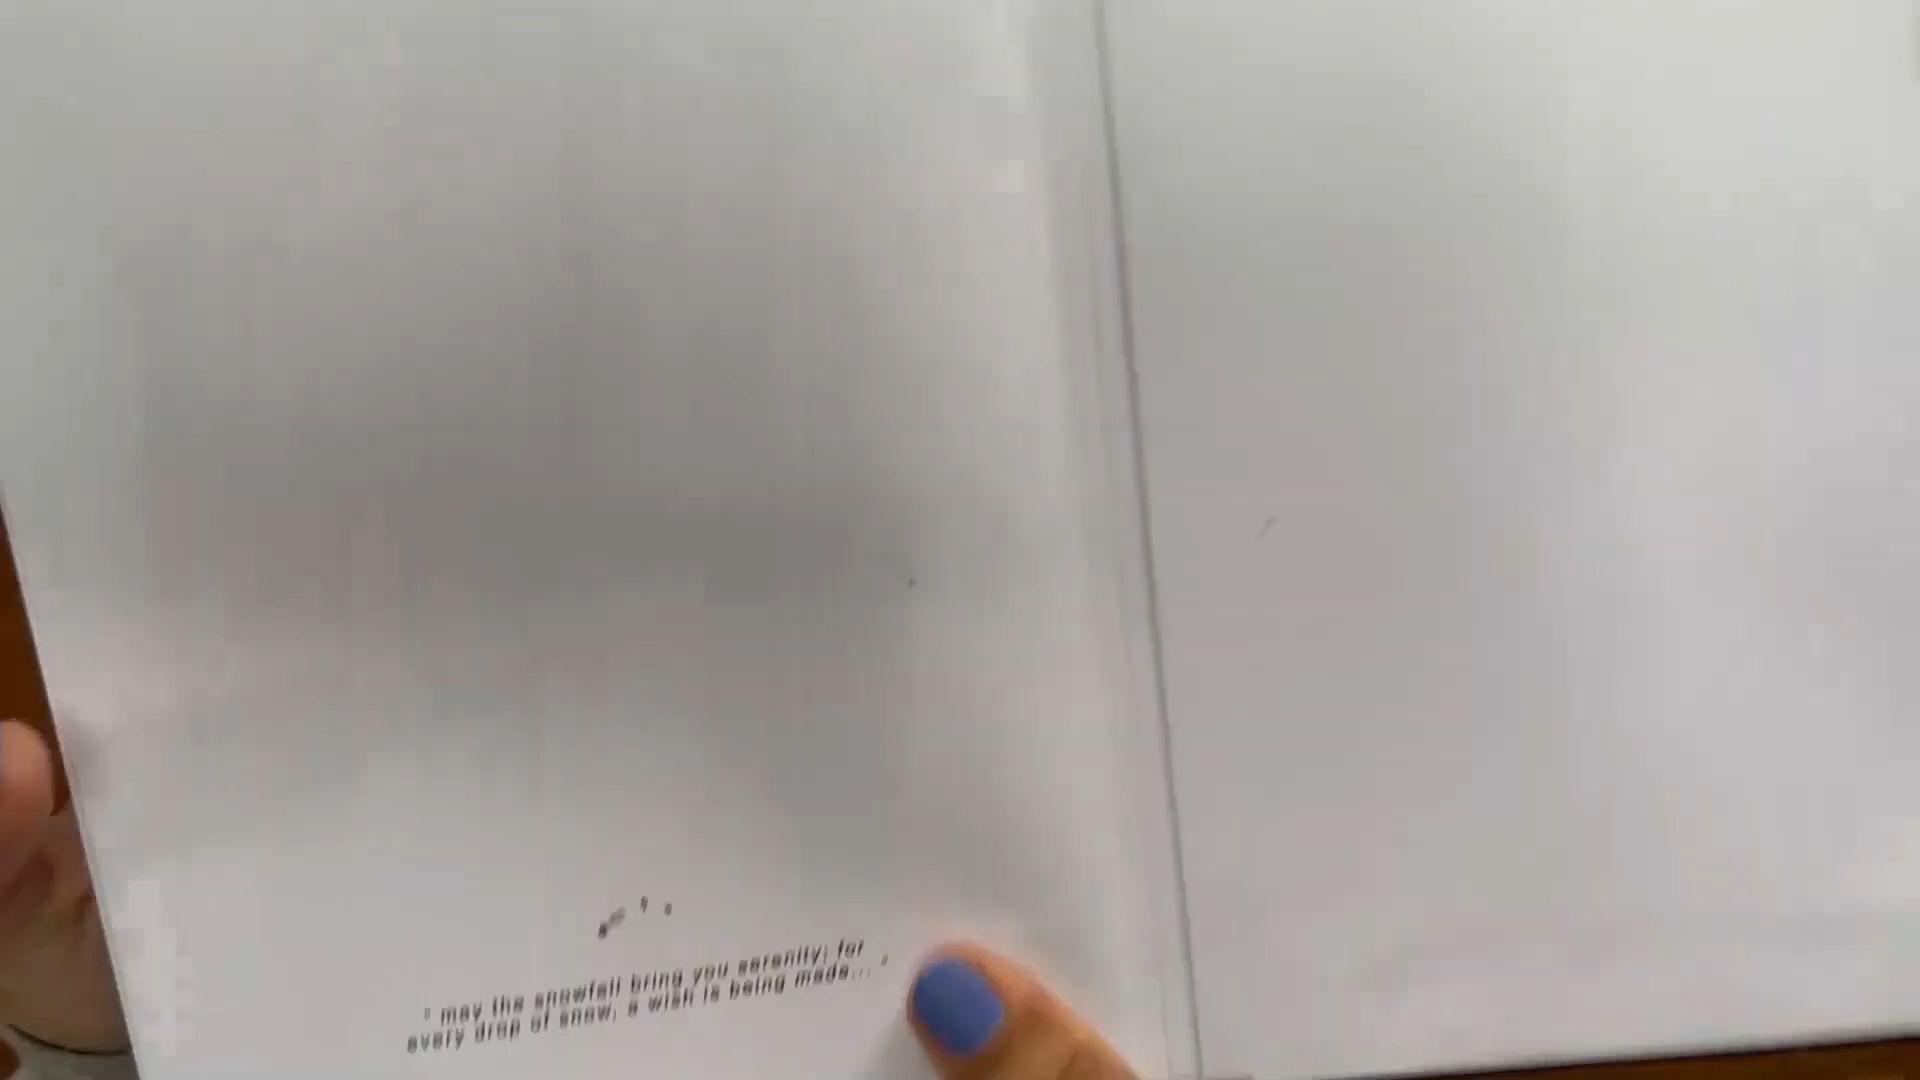 " may the snowfall bring you serenity; for
every drop of snow, a wish is being made... "